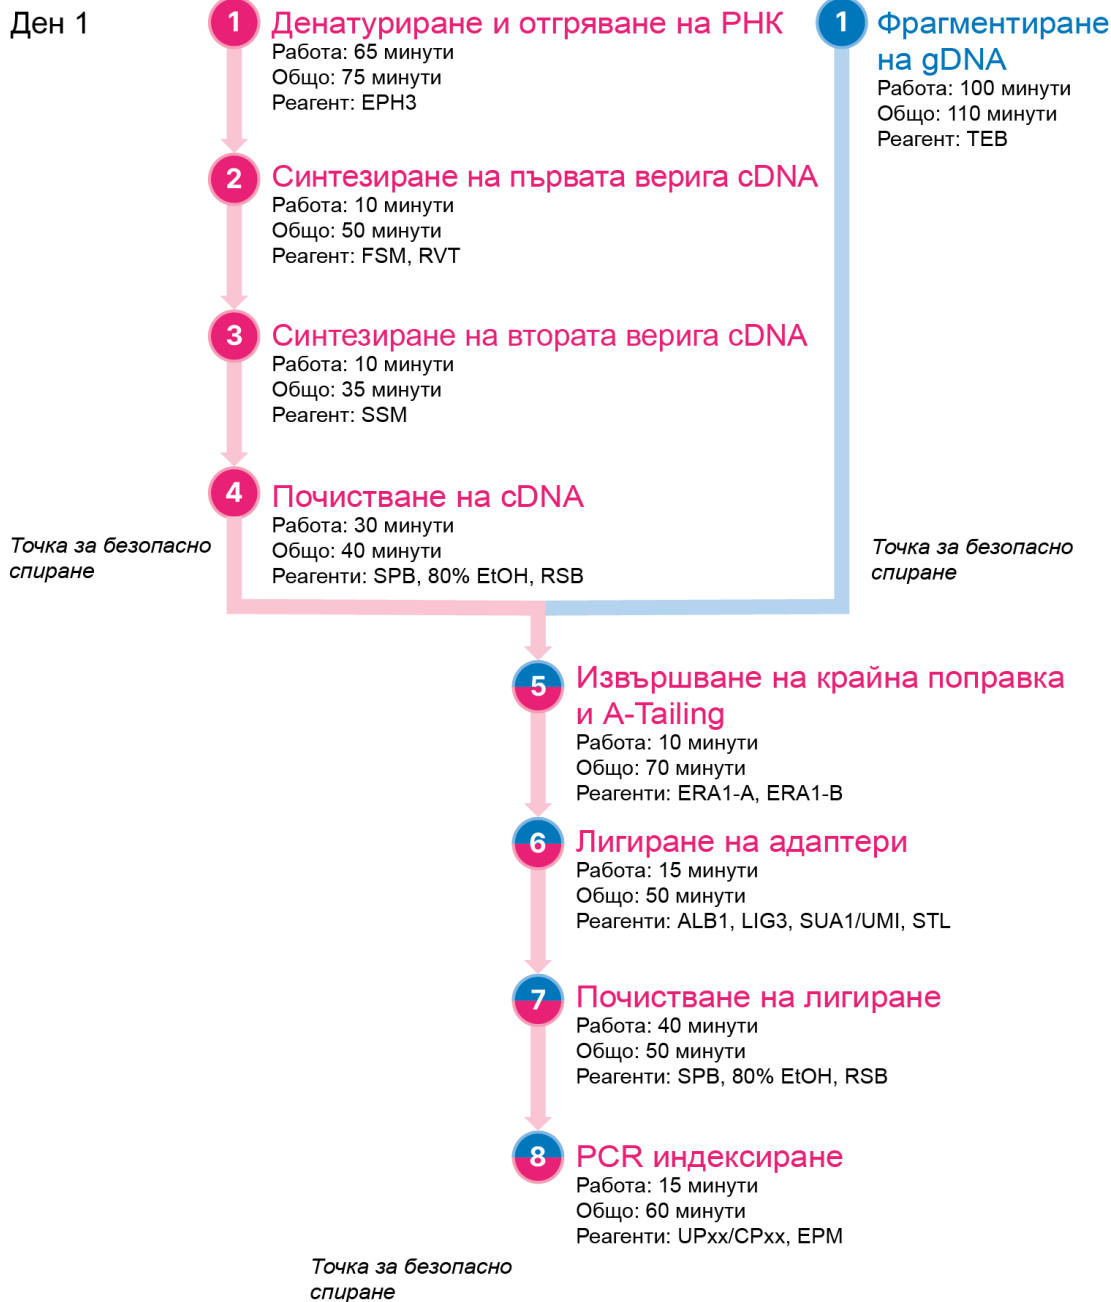 Ден 1
1 Денатуриране и отгряване на РНК
Работа: 65 минути
Общо: 75 минути
Реагент: EPH3
1 Фрагментиране
на gDNA
Работа: 100 минути
Общо: 110 минути
Реагент: TEB
2 Синтезиране на първата верига cDNA
Работа: 10 минути
Общо: 50 минути
Реагент: FSM, RVT
3 Синтезиране на втората верига cDNA
Работа: 10 минути
Общо: 35 минути
Реагент: SSM
4 Почистване на cDNA
Работа: 30 минути
Общо: 40 минути
Реагенти: SPB, 80% EtOH, RSB
Точка за безопасно
спиране
Точка за безопасно
спиране
5 Извършване на крайна поправка
и A-Tailing
Работа: 10 минути
Общо: 70 минути
Реагенти: ERA1-A, ERA1-B
6 Лигиране на адаптери
Работа: 15 минути
Общо: 50 минути
Реагенти: ALB1, LIG3, SUA1/UMI, STL
7 Почистване на лигиране
Работа: 40 минути
Общо: 50 минути
Реагенти: SPB, 80% EtOH, RSB
8 PCR индексиране
Работа: 15 минути
Общо: 60 минути
Реагенти: UPxx/CPxx, EPM
Точка за безопасно
спиране